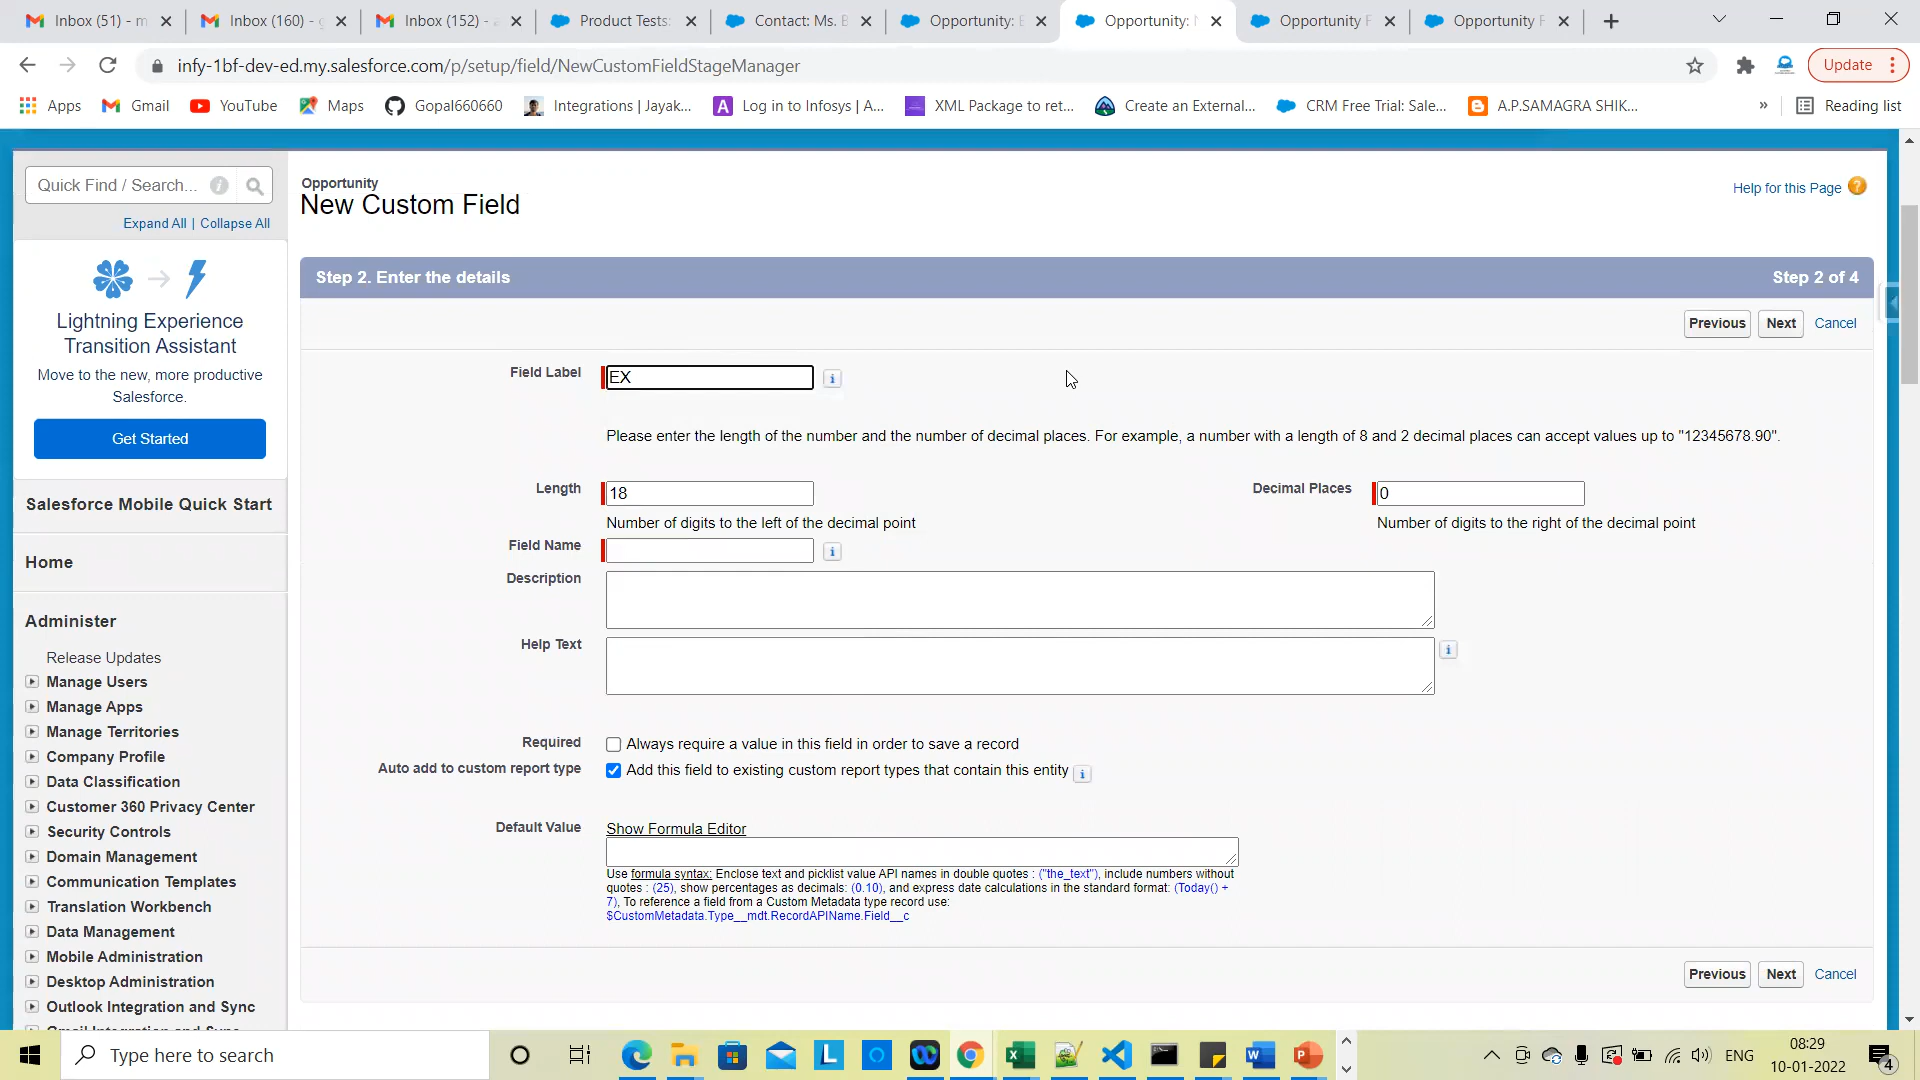 Inbox (51) - m
Inbox (160) - g
Inbox (152) - a
Product Tests:
Contact: Ms. B
Opportunity: E
Opportunity: N
Opportunity F
Opportunity F
infy-1bf-dev-ed.my.salesforce.com/p/setup/field/NewCustomFieldStageManager
Update
Apps
Gmail
YouTube
Maps
Gopal660060
Integrations | Jayak...
Log in to Infosys | A...
XML Package to ret...
Create an External...
CRM Free Trial: Sale...
A.P.SAMAGRA SHIK...
»
Reading list
Quick Find / Search...
Expand All | Collapse All
Lightning Experience
Transition Assistant
Move to the new, more productive
Salesforce.
Get Started
Salesforce Mobile Quick Start
Home
Administer
Release Updates
Manage Users
Manage Apps
Manage Territories
Company Profile
Data Classification
Customer 360 Privacy Center
Security Controls
Domain Management
Communication Templates
Translation Workbench
Data Management
Mobile Administration
Desktop Administration
Outlook Integration and Sync
Gmail Integration and Sync
Opportunity
New Custom Field
Help for this Page
Step 2. Enter the details
Step 2 of 4
Previous Next Cancel
Field Label
EX
Please enter the length of the number and the number of decimal places. For example, a number with a length of 8 and 2 decimal places can accept values up to "12345678.90".
Length
18
Decimal Places
0
Number of digits to the left of the decimal point
Number of digits to the right of the decimal point
Field Name
Description
Help Text
Required
Always require a value in this field in order to save a record
Auto add to custom report type
Add this field to existing custom report types that contain this entity
Default Value
Show Formula Editor
Use formula syntax: Enclose text and picklist value API names in double quotes : ("the_text"), include numbers without
quotes : (25), show percentages as decimals: (0.10), and express date calculations in the standard format: (Today() +
7), To reference a field from a Custom Metadata type record use:
$CustomMetadata.Type__mdt.RecordAPIName.Field__c
Previous Next Cancel
Type here to search
ENG
08:29
10-01-2022
4